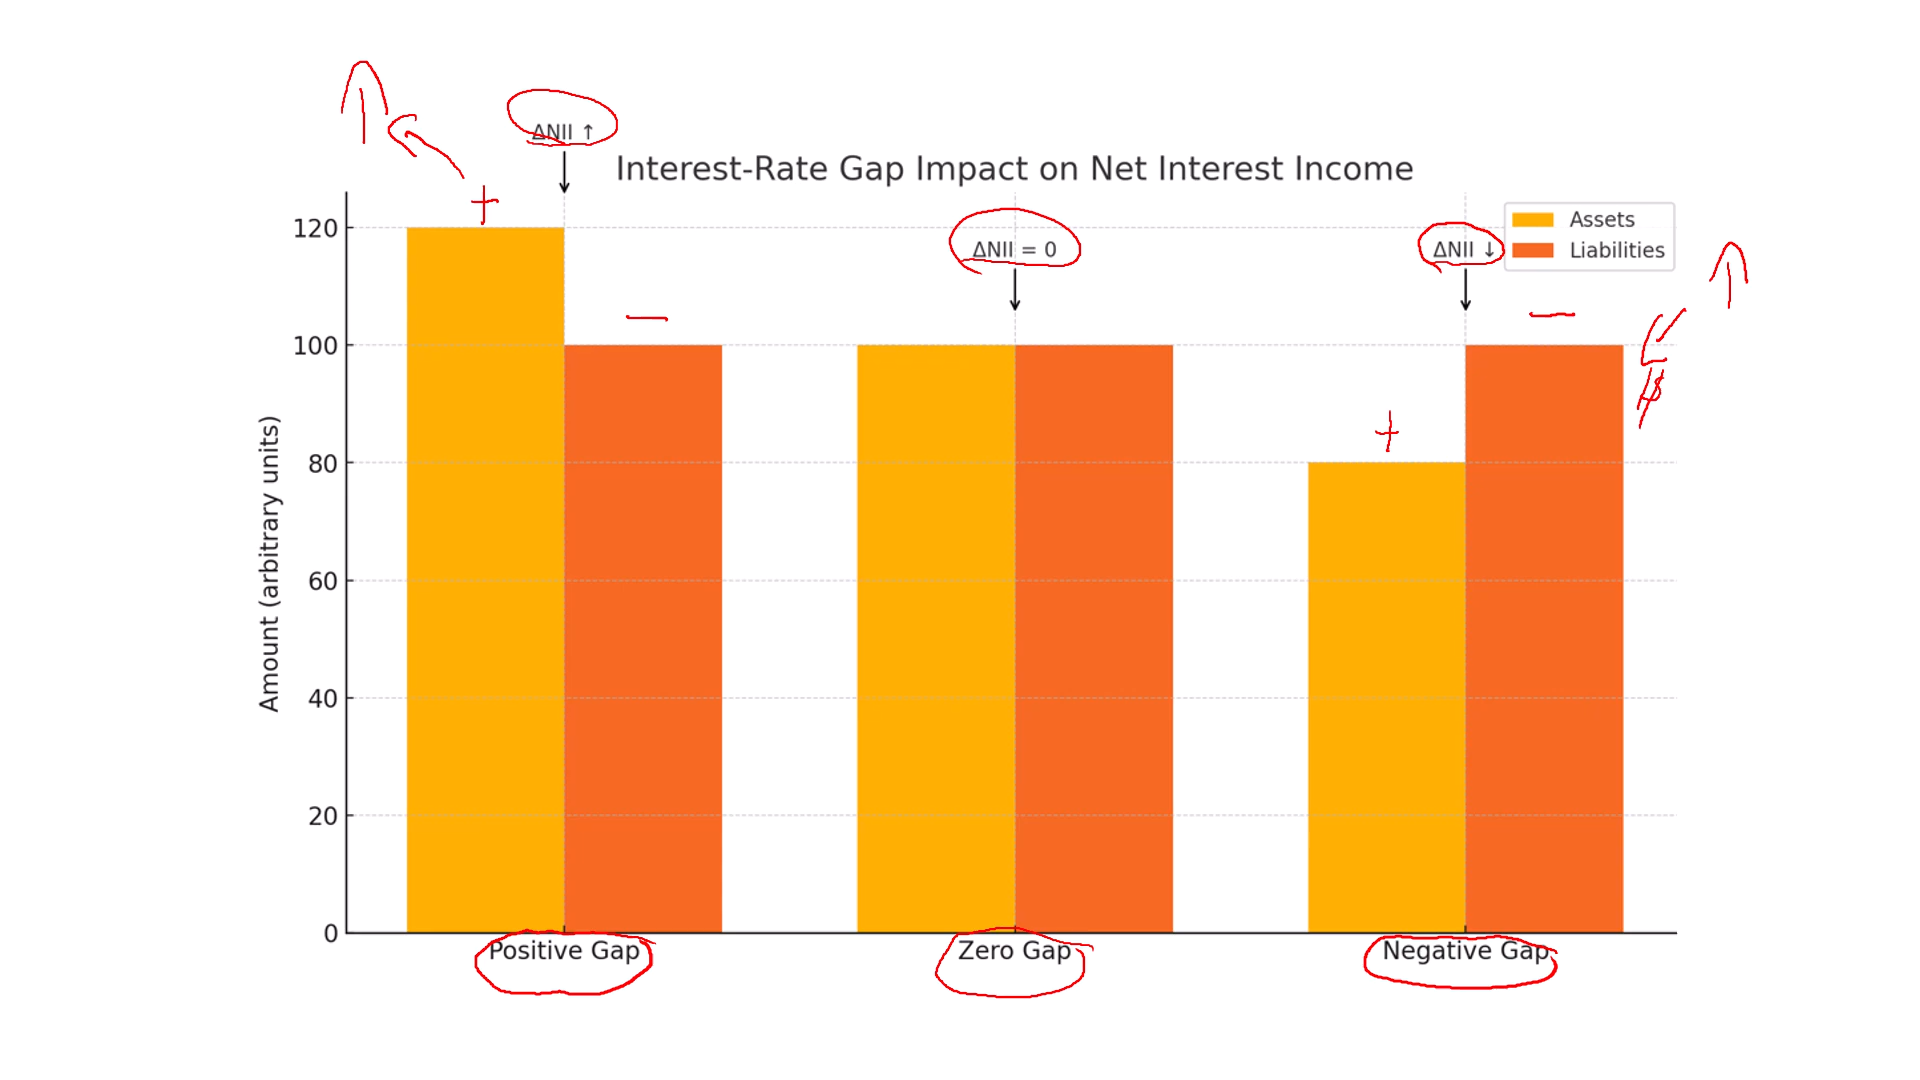 ΔNII ↑
Interest-Rate Gap Impact on Net Interest Income
+
120
ΔNII = 0
ΔNII ↓
Assets
Liabilities
—
—
100
+
80
Amount (arbitrary units)
60
40
20
0
Positive Gap
Zero Gap
Negative Gap